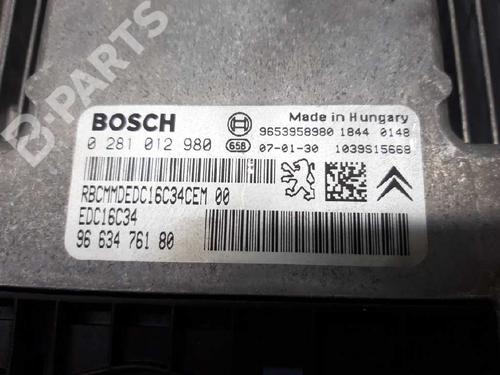 B-PARTS
BOSCH
Made in Hungary
9653958980 1844 0148
0 281 012 980
658
07-01-30
1039S15668
RBCMMDEDC16C34CEM 00
EDC16C34
96 634 761 80